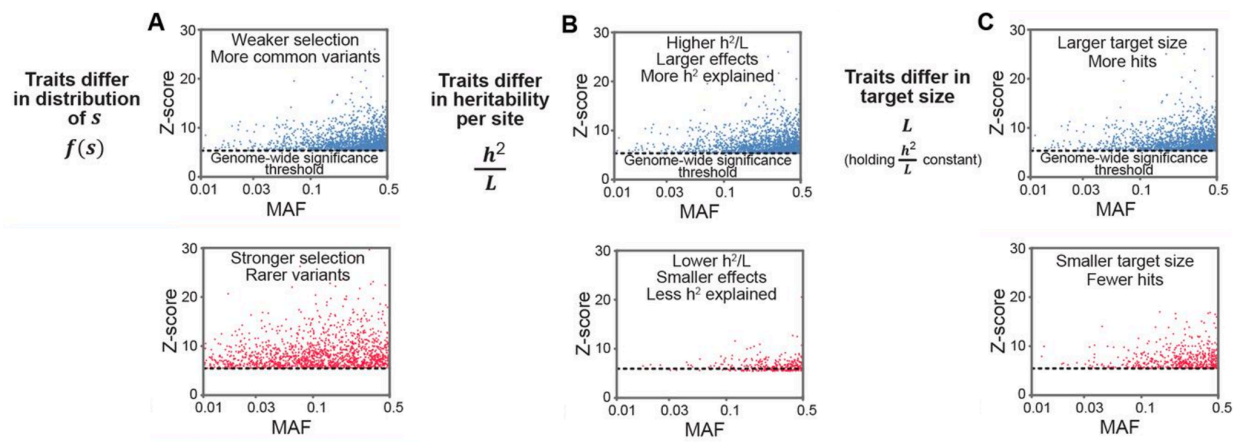 A
Traits differ
in distribution
of s
f(s)
Z-score
30
20
10
0
Weaker selection
More common variants
Genome-wide significance
threshold
0.01
0.03
0.1
0.5
MAF
Z-score
30
20
10
0
Stronger selection
Rarer variants
0.01
0.03
0.1
0.5
MAF
B
Traits differ
in heritability
per site
h²
L
Z-score
30
20
10
0
Higher h²/L
Larger effects
More h² explained
Genome-wide significance
threshold
0.01
0.03
0.1
0.5
MAF
Z-score
30
20
10
0
Lower h²/L
Smaller effects
Less h² explained
0.01
0.03
0.1
0.5
MAF
C
Traits differ in
target size
L
(holding h²/L constant)
Z-score
30
20
10
0
Larger target size
More hits
Genome-wide significance
threshold
0.01
0.03
0.1
0.5
MAF
Z-score
30
20
10
0
Smaller target size
Fewer hits
0.01
0.03
0.1
0.5
MAF